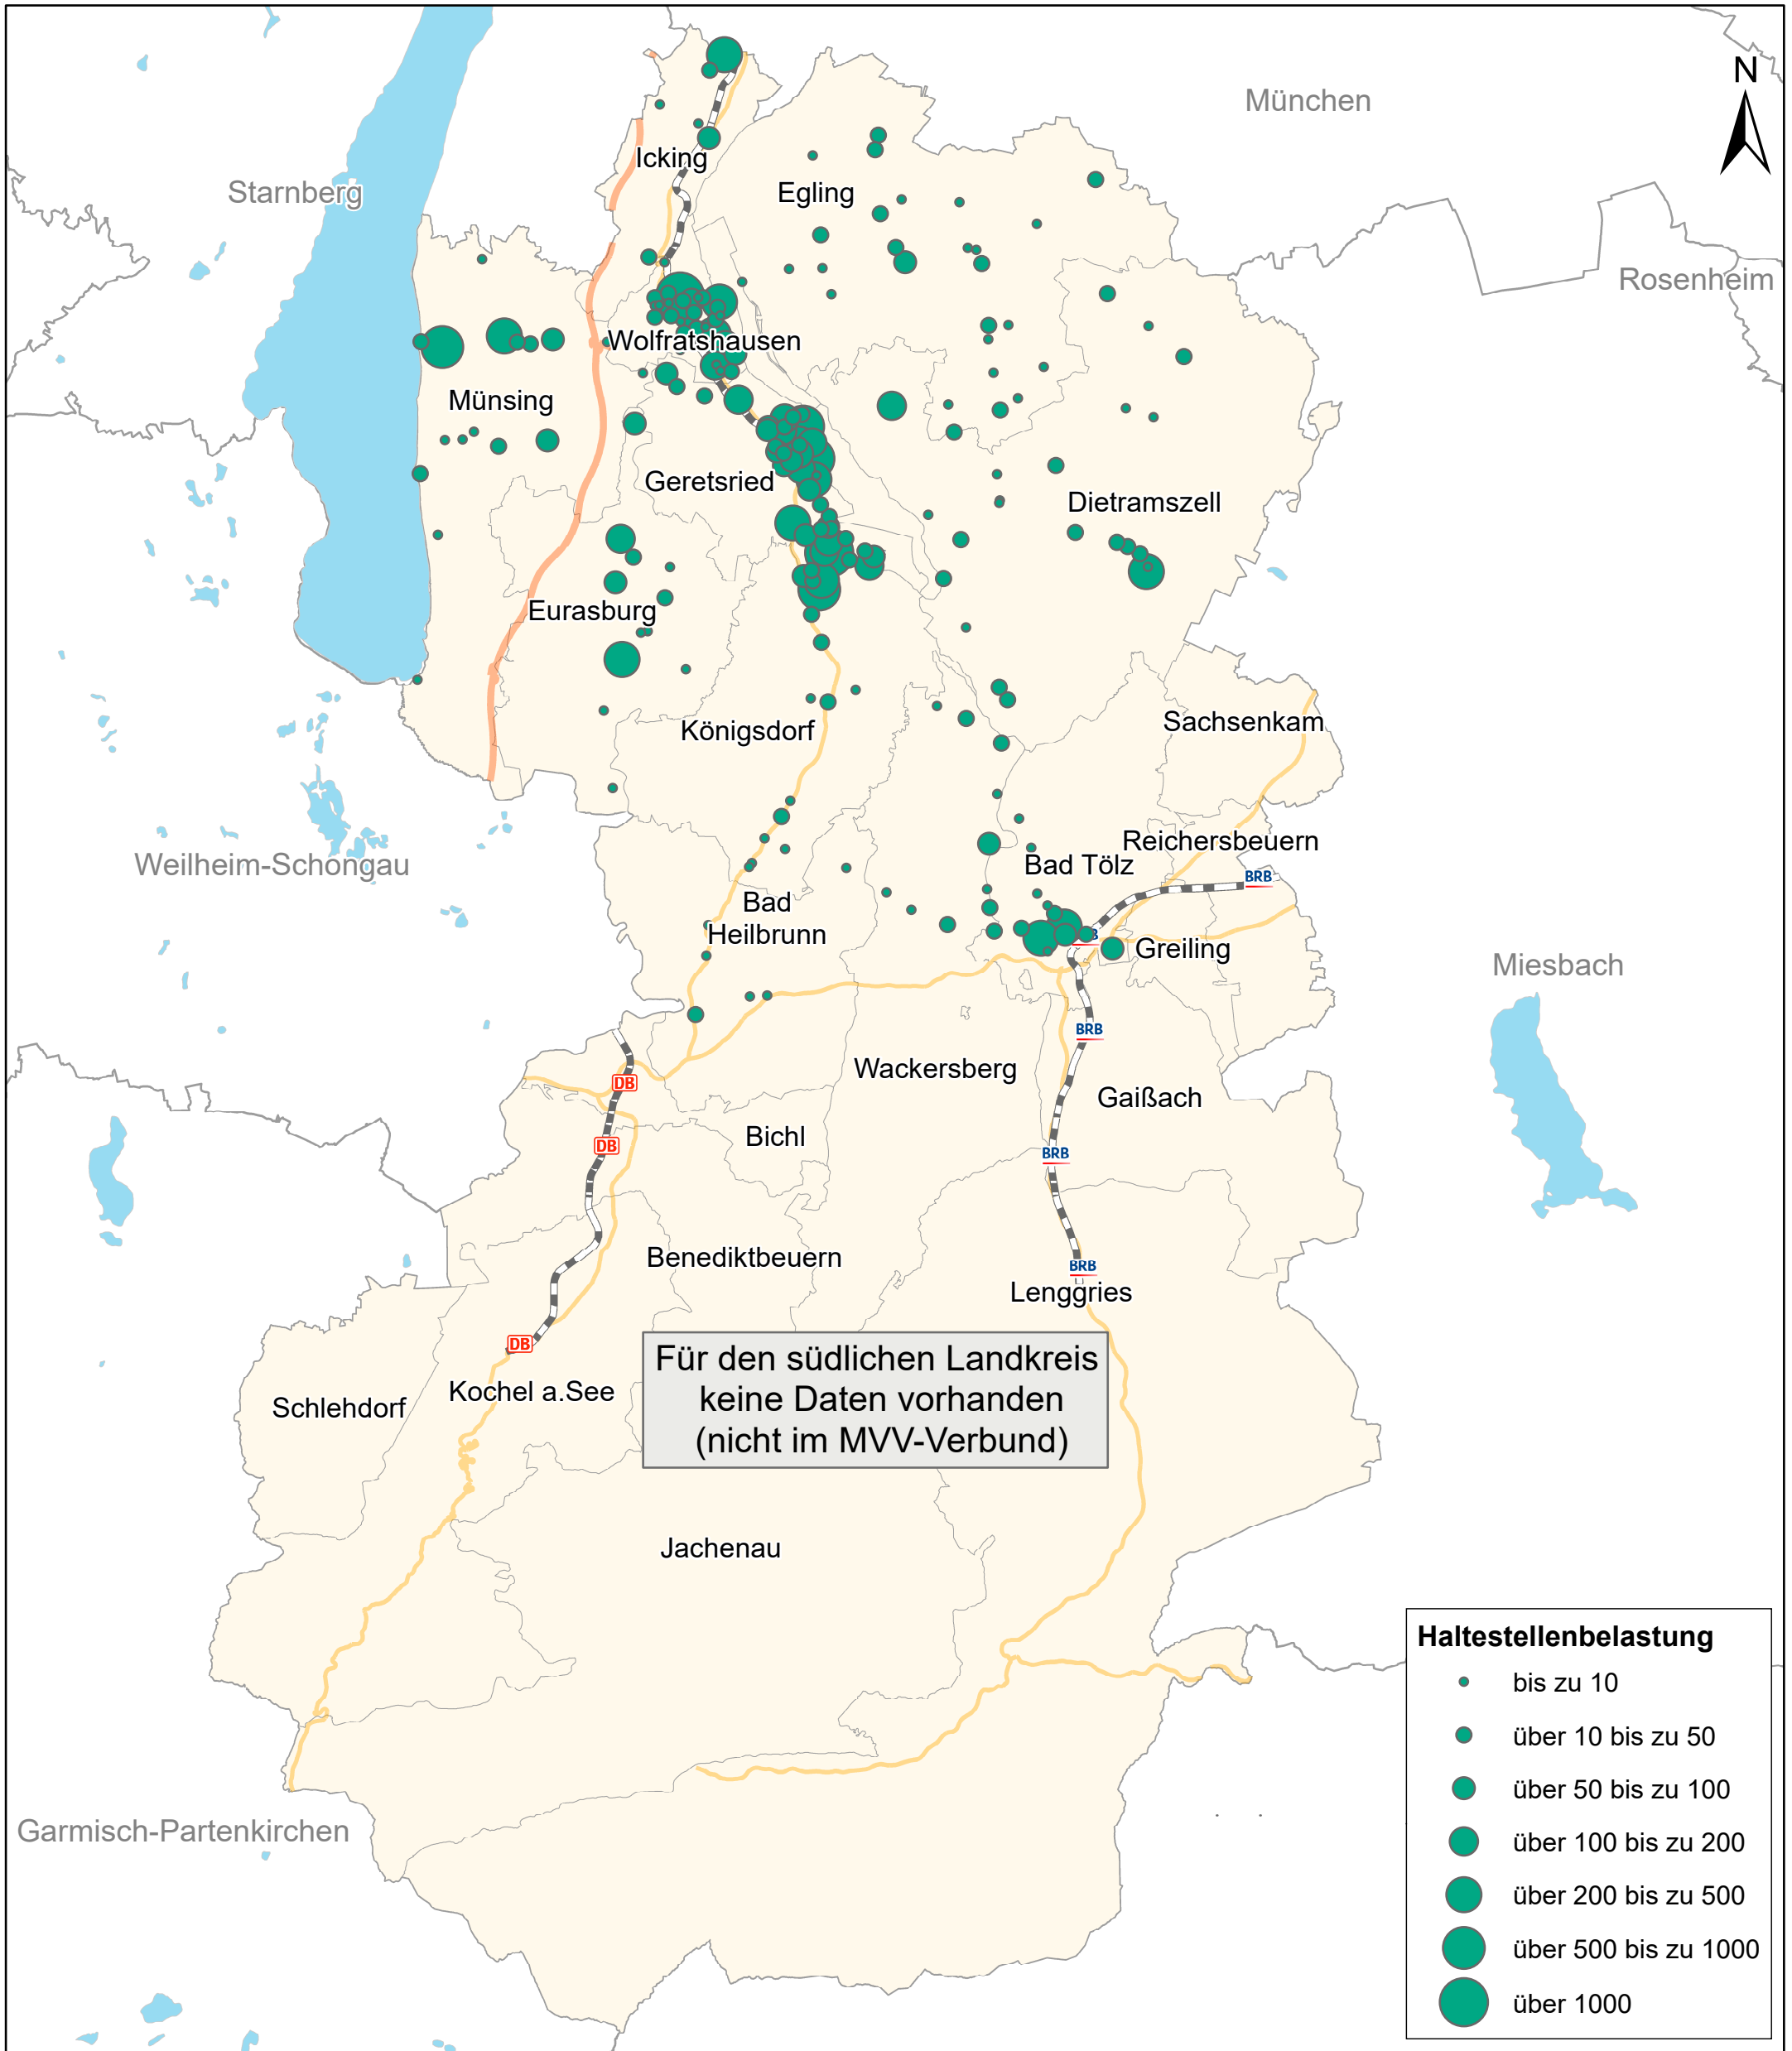 N
München
Icking
Egling
Starnberg
Rosenheim
Wolfratshausen
Münsing
Geretsried
Dietramszell
Eurasburg
Sachsenkam
Königsdorf
Reichersbeuern
Weilheim-Schongau
Bad Tölz
BRB
Bad
Heilbrunn
B
Greiling
Miesbach
BRB
Wackersberg
DB
Gaißach
Bichl
DB
BRB
Benediktbeuern
BRB
Lenggries
DB
Für den südlichen Landkreis
keine Daten vorhanden
(nicht im MVV-Verbund)
Kochel a.See
Schlehdorf
Jachenau
Garmisch-Partenkirchen
Haltestellenbelastung
bis zu 10
über 10 bis zu 50
über 50 bis zu 100
über 100 bis zu 200
über 200 bis zu 500
über 500 bis zu 1000
über 1000